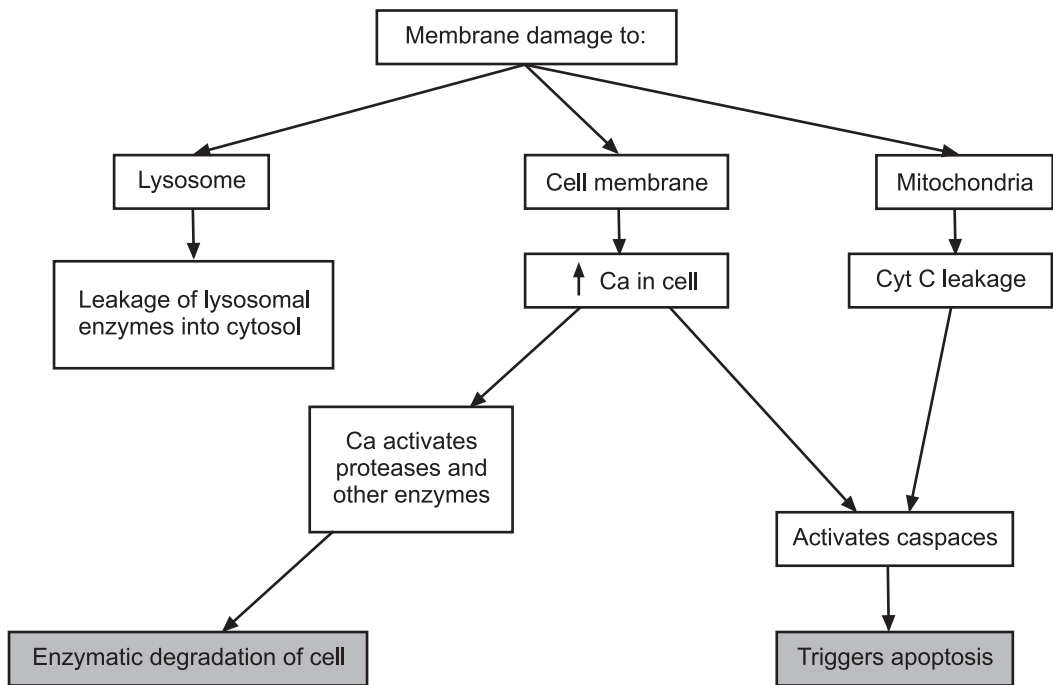 Membrane damage to:
Lysosome
Cell membrane
Mitochondria
Leakage of lysosomal
enzymes into cytosol
↑ Ca in cell
Cyt C leakage
Ca activates
proteases and
other enzymes
Activates caspaces
Enzymatic degradation of cell
Triggers apoptosis